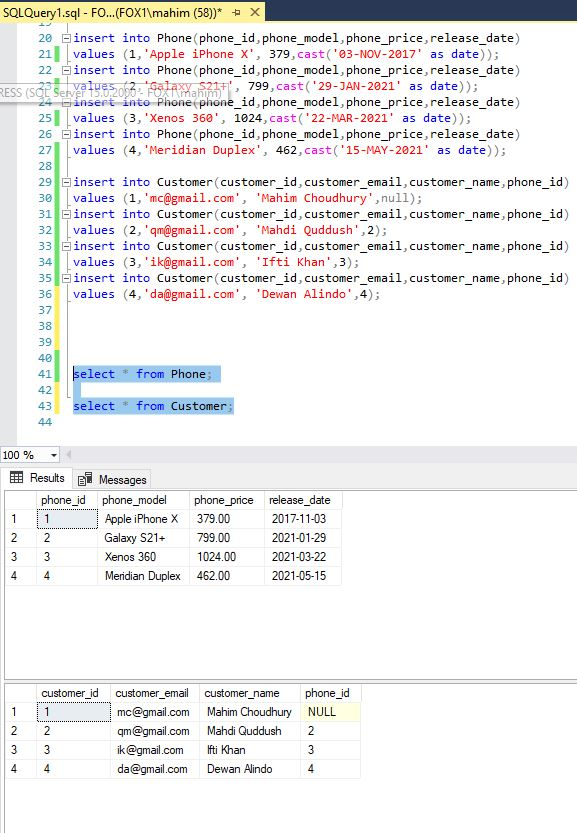 SQLQuery1.sql - FO...(FOX1\mahim (58))*
19
20 insert into Phone(phone_id,phone_model,phone_price,release_date)
21 values (1,'Apple iPhone X', 379,cast('03-NOV-2017' as date));
22 insert into Phone(phone_id,phone_model,phone_price,release_date)
23 values (2,'Galaxy S21+', 799,cast('29-JAN-2021' as date));
RESS (SQL Server 15.0.2000 - FOX1\mahim)
24 insert into Phone(phone_id,phone_model,phone_price,release_date)
25 values (3,'Xenos 360', 1024,cast('22-MAR-2021' as date));
26 insert into Phone(phone_id,phone_model,phone_price,release_date)
27 values (4,'Meridian Duplex', 462,cast('15-MAY-2021' as date));
28
29 insert into Customer(customer_id,customer_email,customer_name,phone_id)
30 values (1,'mc@gmail.com', 'Mahim Choudhury',null);
31 insert into Customer(customer_id,customer_email,customer_name,phone_id)
32 values (2,'qm@gmail.com', 'Mahdi Quddush',2);
33 insert into Customer(customer_id,customer_email,customer_name,phone_id)
34 values (3,'ik@gmail.com', 'Ifti Khan',3);
35 insert into Customer(customer_id,customer_email,customer_name,phone_id)
36 values (4,'da@gmail.com', 'Dewan Alindo',4);
37
38
39
40
41 select * from Phone;
42
43 select * from Customer;
44
100 %
Results Messages
phone_id phone_model phone_price release_date
1 1 Apple iPhone X 379.00 2017-11-03
2 2 Galaxy S21+ 799.00 2021-01-29
3 3 Xenos 360 1024.00 2021-03-22
4 4 Meridian Duplex 462.00 2021-05-15
customer_id customer_email customer_name phone_id
1 1 mc@gmail.com Mahim Choudhury NULL
2 2 qm@gmail.com Mahdi Quddush 2
3 3 ik@gmail.com Ifti Khan 3
4 4 da@gmail.com Dewan Alindo 4